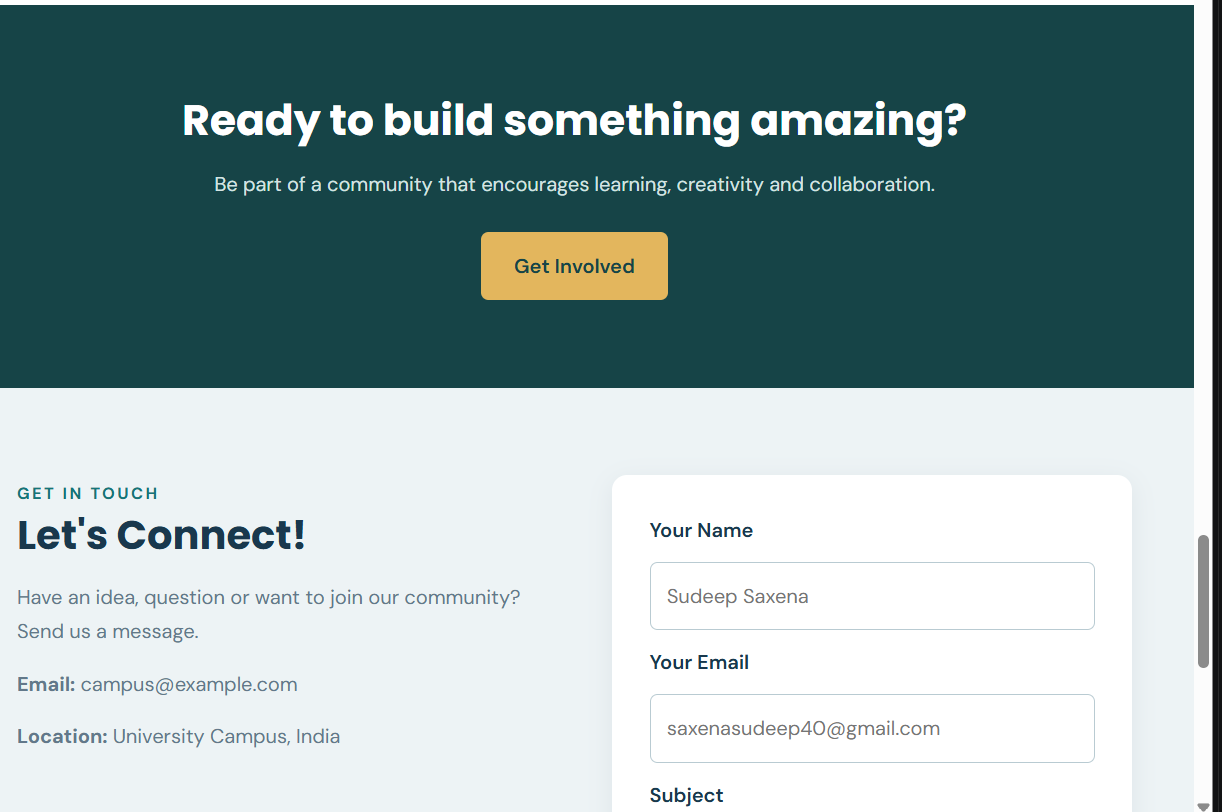 Ready to build something amazing?
Be part of a community that encourages learning, creativity and collaboration.
Get Involved
GET IN TOUCH
Let's Connect!
Have an idea, question or want to join our community?
Send us a message.
Email: campus@example.com
Location: University Campus, India
Your Name
Sudeep Saxena
Your Email
saxenasudeep40@gmail.com
Subject